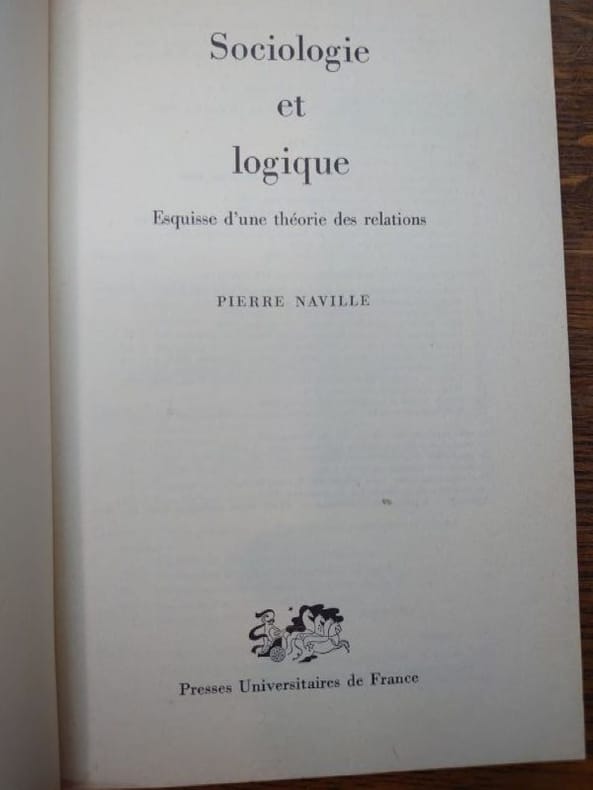 Sociologie
et
logique
Esquisse d'une théorie des relations
PIERRE NAVILLE
Presses Universitaires de France